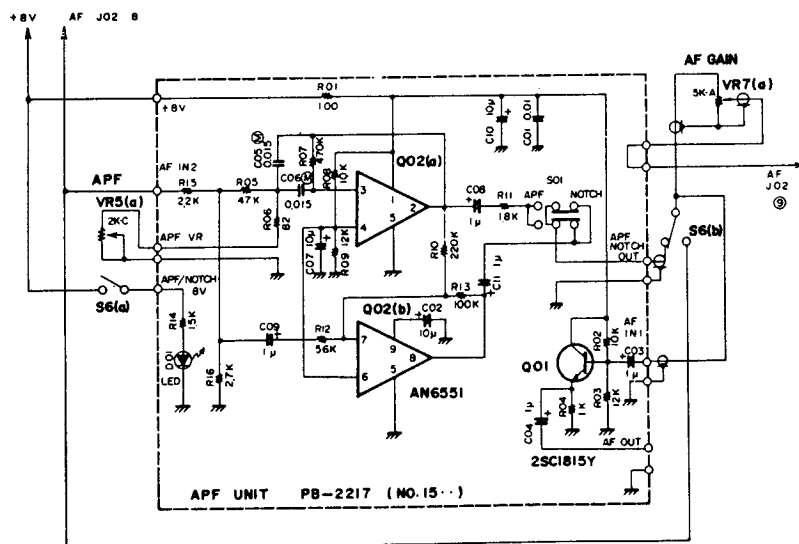 +8V
AF J02 8
AF GAIN
VR7(a)
5K-A
R01
100
+8V
C05 Ⓜ
0.015
R07
470K
R08
10K
C10 10μ
+
C01 0.01
Q02(a)
APF
AF IN2
R15
22K
R05
47K
C06 Ⓜ
0.015
3
1
2
4
5
C08
+
1μ
R11
18K
S01
APF
NOTCH
AF
J02
⑨
VR5(a)
2K-C
R06
82
C07 10μ
+
R09 12K
APF VR
R10
220K
C11 1μ
+
APF
NOTCH
OUT
S6(b)
S6(a)
APF/NOTCH
8V
R14
1.5K
D01
LED
R13
100K
Q02(b)
+
C02
10μ
C09
+
1μ
R12
56K
7
9
8
6
5
AN6551
R16
2.7K
R02
10K
AF
IN1
+
C03
1μ
Q01
R04
1K
R03
12K
C04 1μ
+
AF OUT
2SC1815Y
APF UNIT PB-2217 (NO.15··)